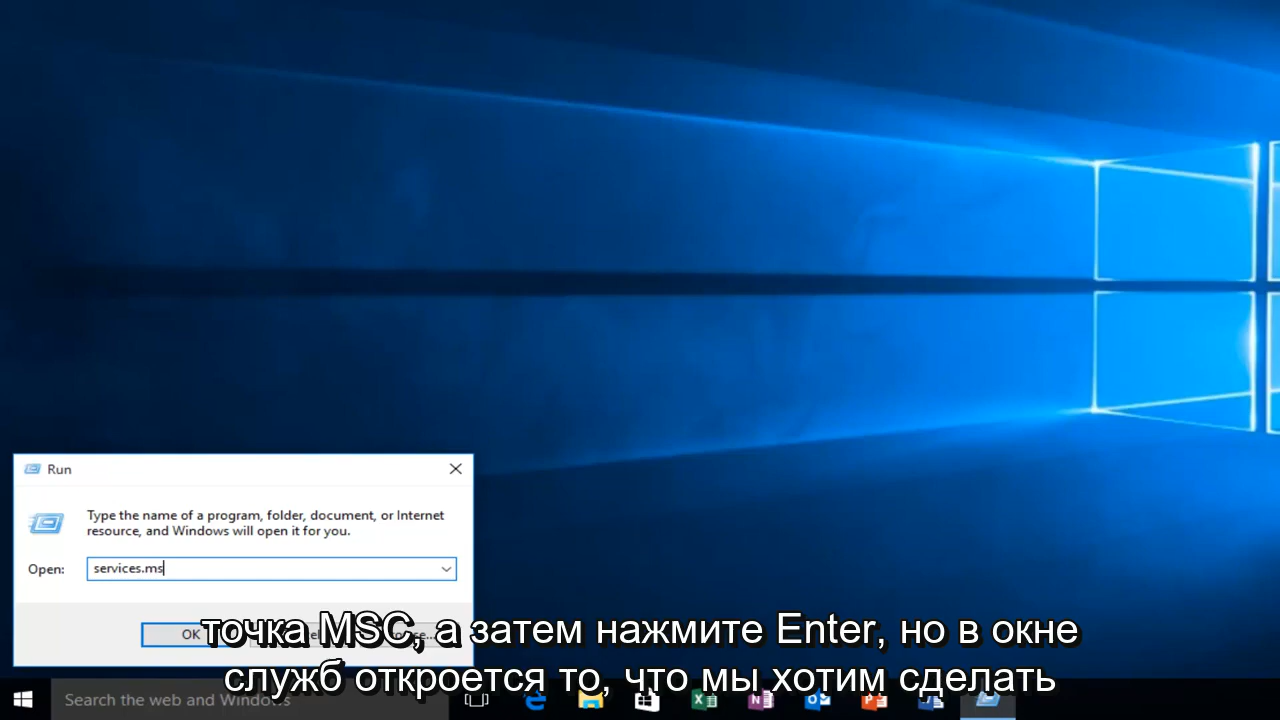 Run
Type the name of a program, folder, document, or Internet
resource, and Windows will open it for you.
Open:
services.ms
OK
точка MSC, а затем нажмите Enter, но в окне
служб откроется то, что мы хотим сделать
Search the web and Windows